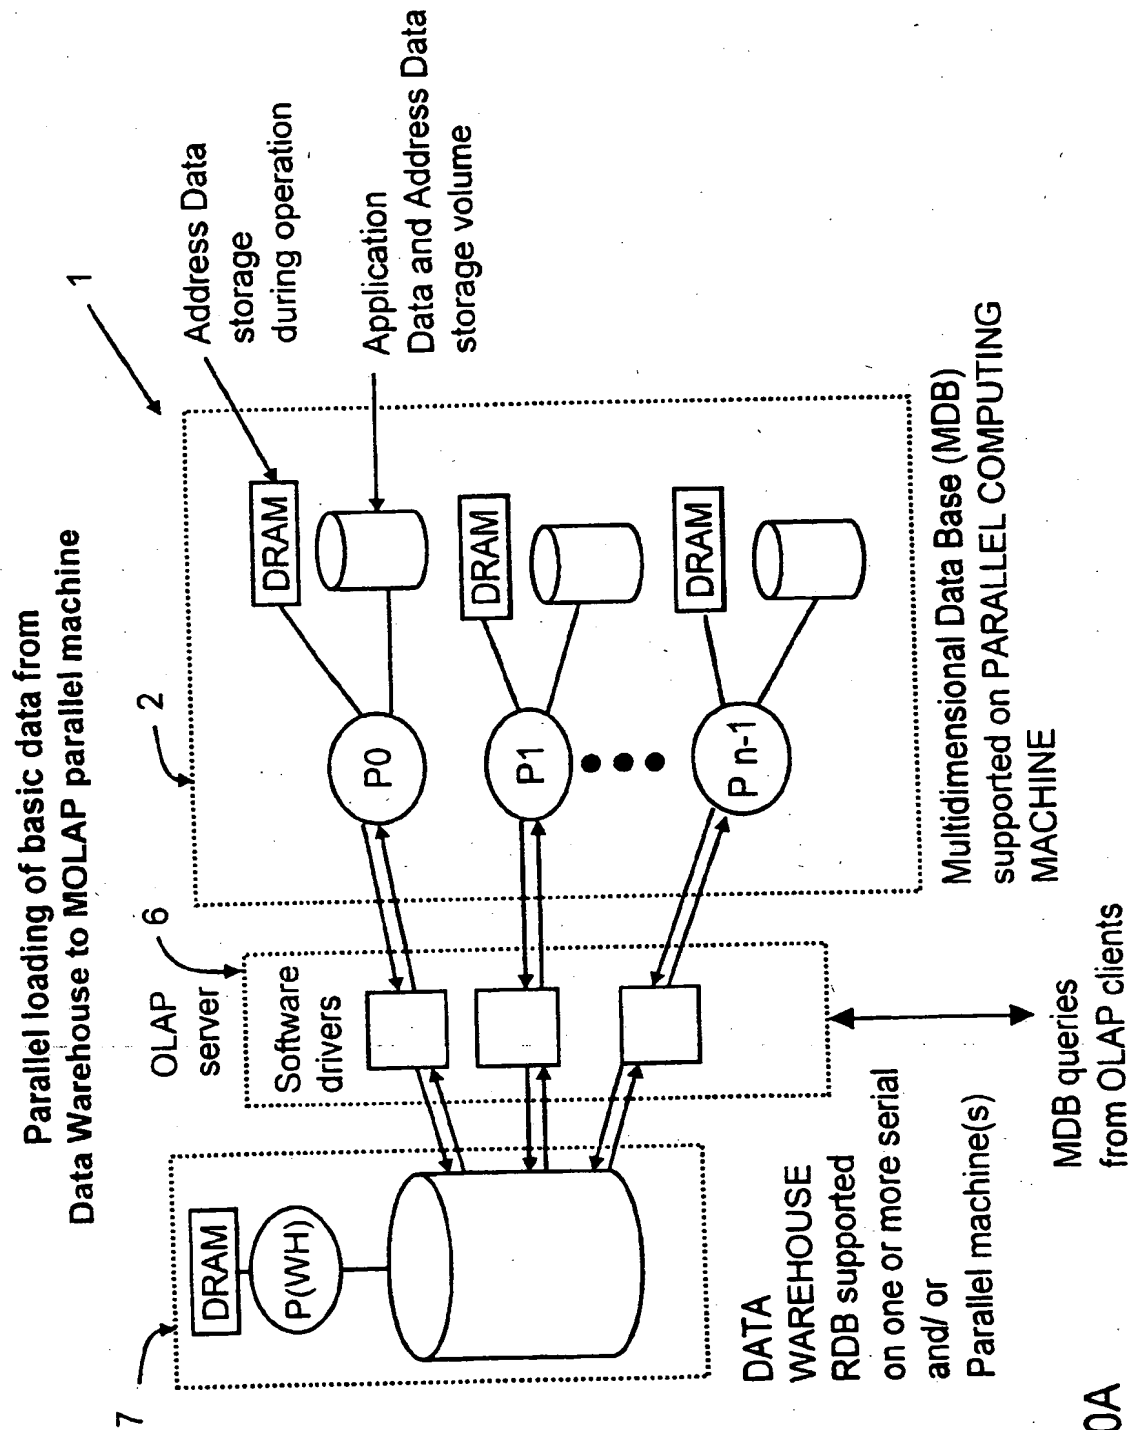 Parallel loading of basic data from
Data Warehouse to MOLAP parallel machine
7
DRAM
P(WH)
DATA
WAREHOUSE
RDB supported
on one or more serial
and/ or
Parallel machine(s)
OLAP
server
6
Software
drivers
MDB queries
from OLAP clients
2
P0
P1
P n-1
DRAM
DRAM
DRAM
Multidimensional Data Base (MDB)
supported on PARALLEL COMPUTING
MACHINE
1
Address Data
storage
during operation
Application
Data and Address Data
storage volume
0A